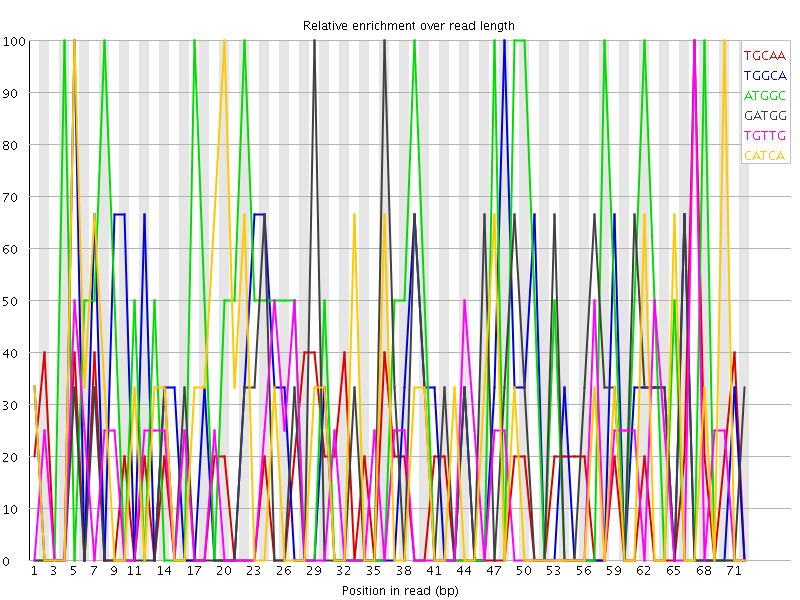 Relative enrichment over read length
100
90
80
70
60
50
40
30
20
10
0
TGCAA
TGGCA
ATGGC
GATGG
TGTTG
CATCA
1 3 5 7 9 11 14 17 20 23 26 29 32 35 38 41 44 47 50 53 56 59 62 65 68 71
Position in read (bp)